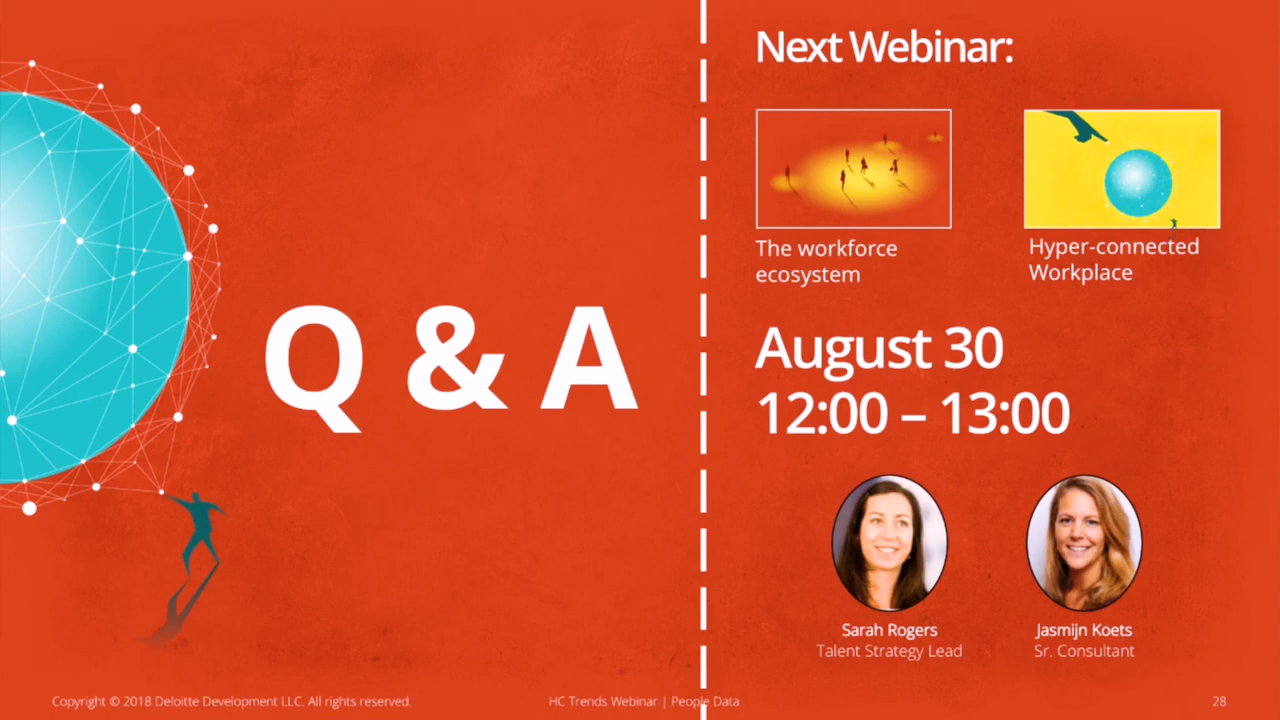 Q & A
Next Webinar:
The workforce
ecosystem
Hyper-connected
Workplace
August 30
12:00 – 13:00
Sarah Rogers
Talent Strategy Lead
Jasmijn Koets
Sr. Consultant
Copyright © 2018 Deloitte Development LLC. All rights reserved.
HC Trends Webinar | People Data
28